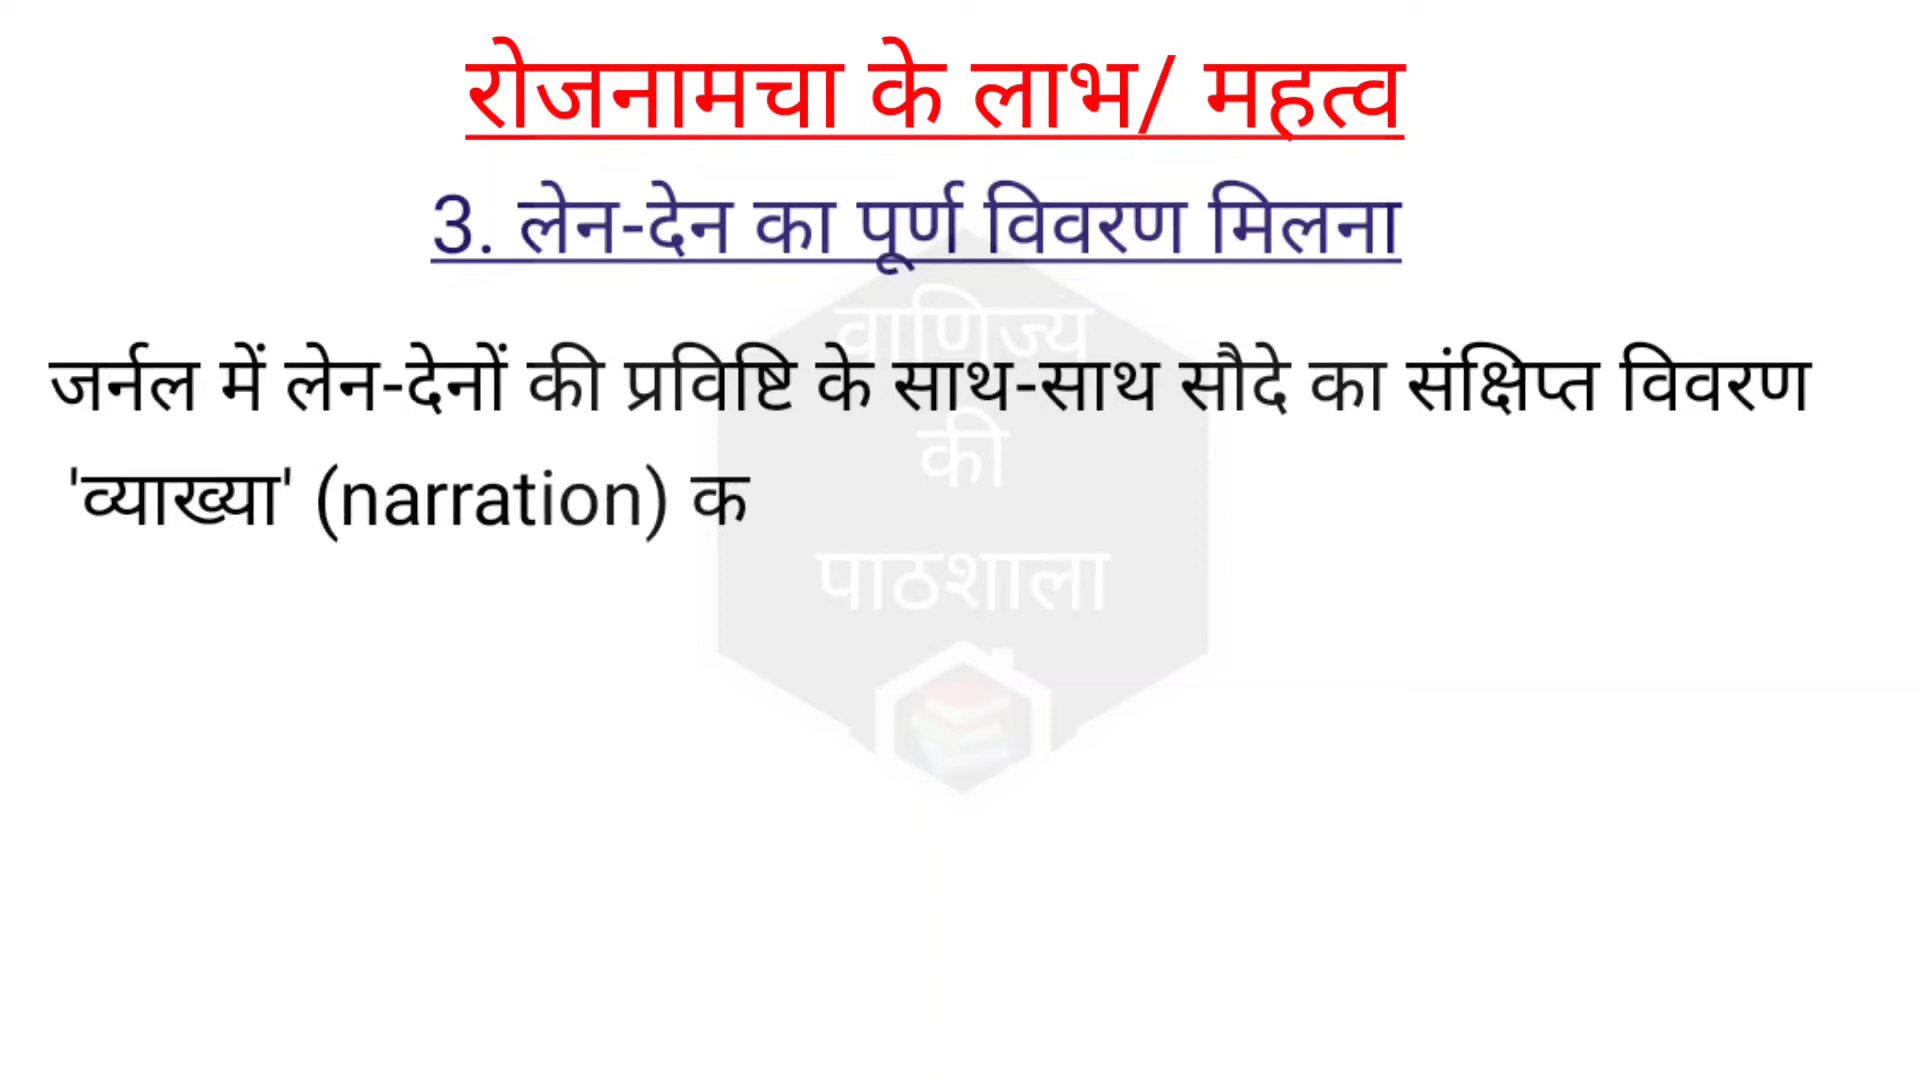 रोजनामचा के लाभ/ महत्व
3. लेन-देन का पूर्ण विवरण मिलना
वाणिज्य
जर्नल में लेन-देनों की प्रविष्टि के साथ-साथ सौदे का संक्षिप्त विवरण
की
'व्याख्या' (narration) क
पाठशाला